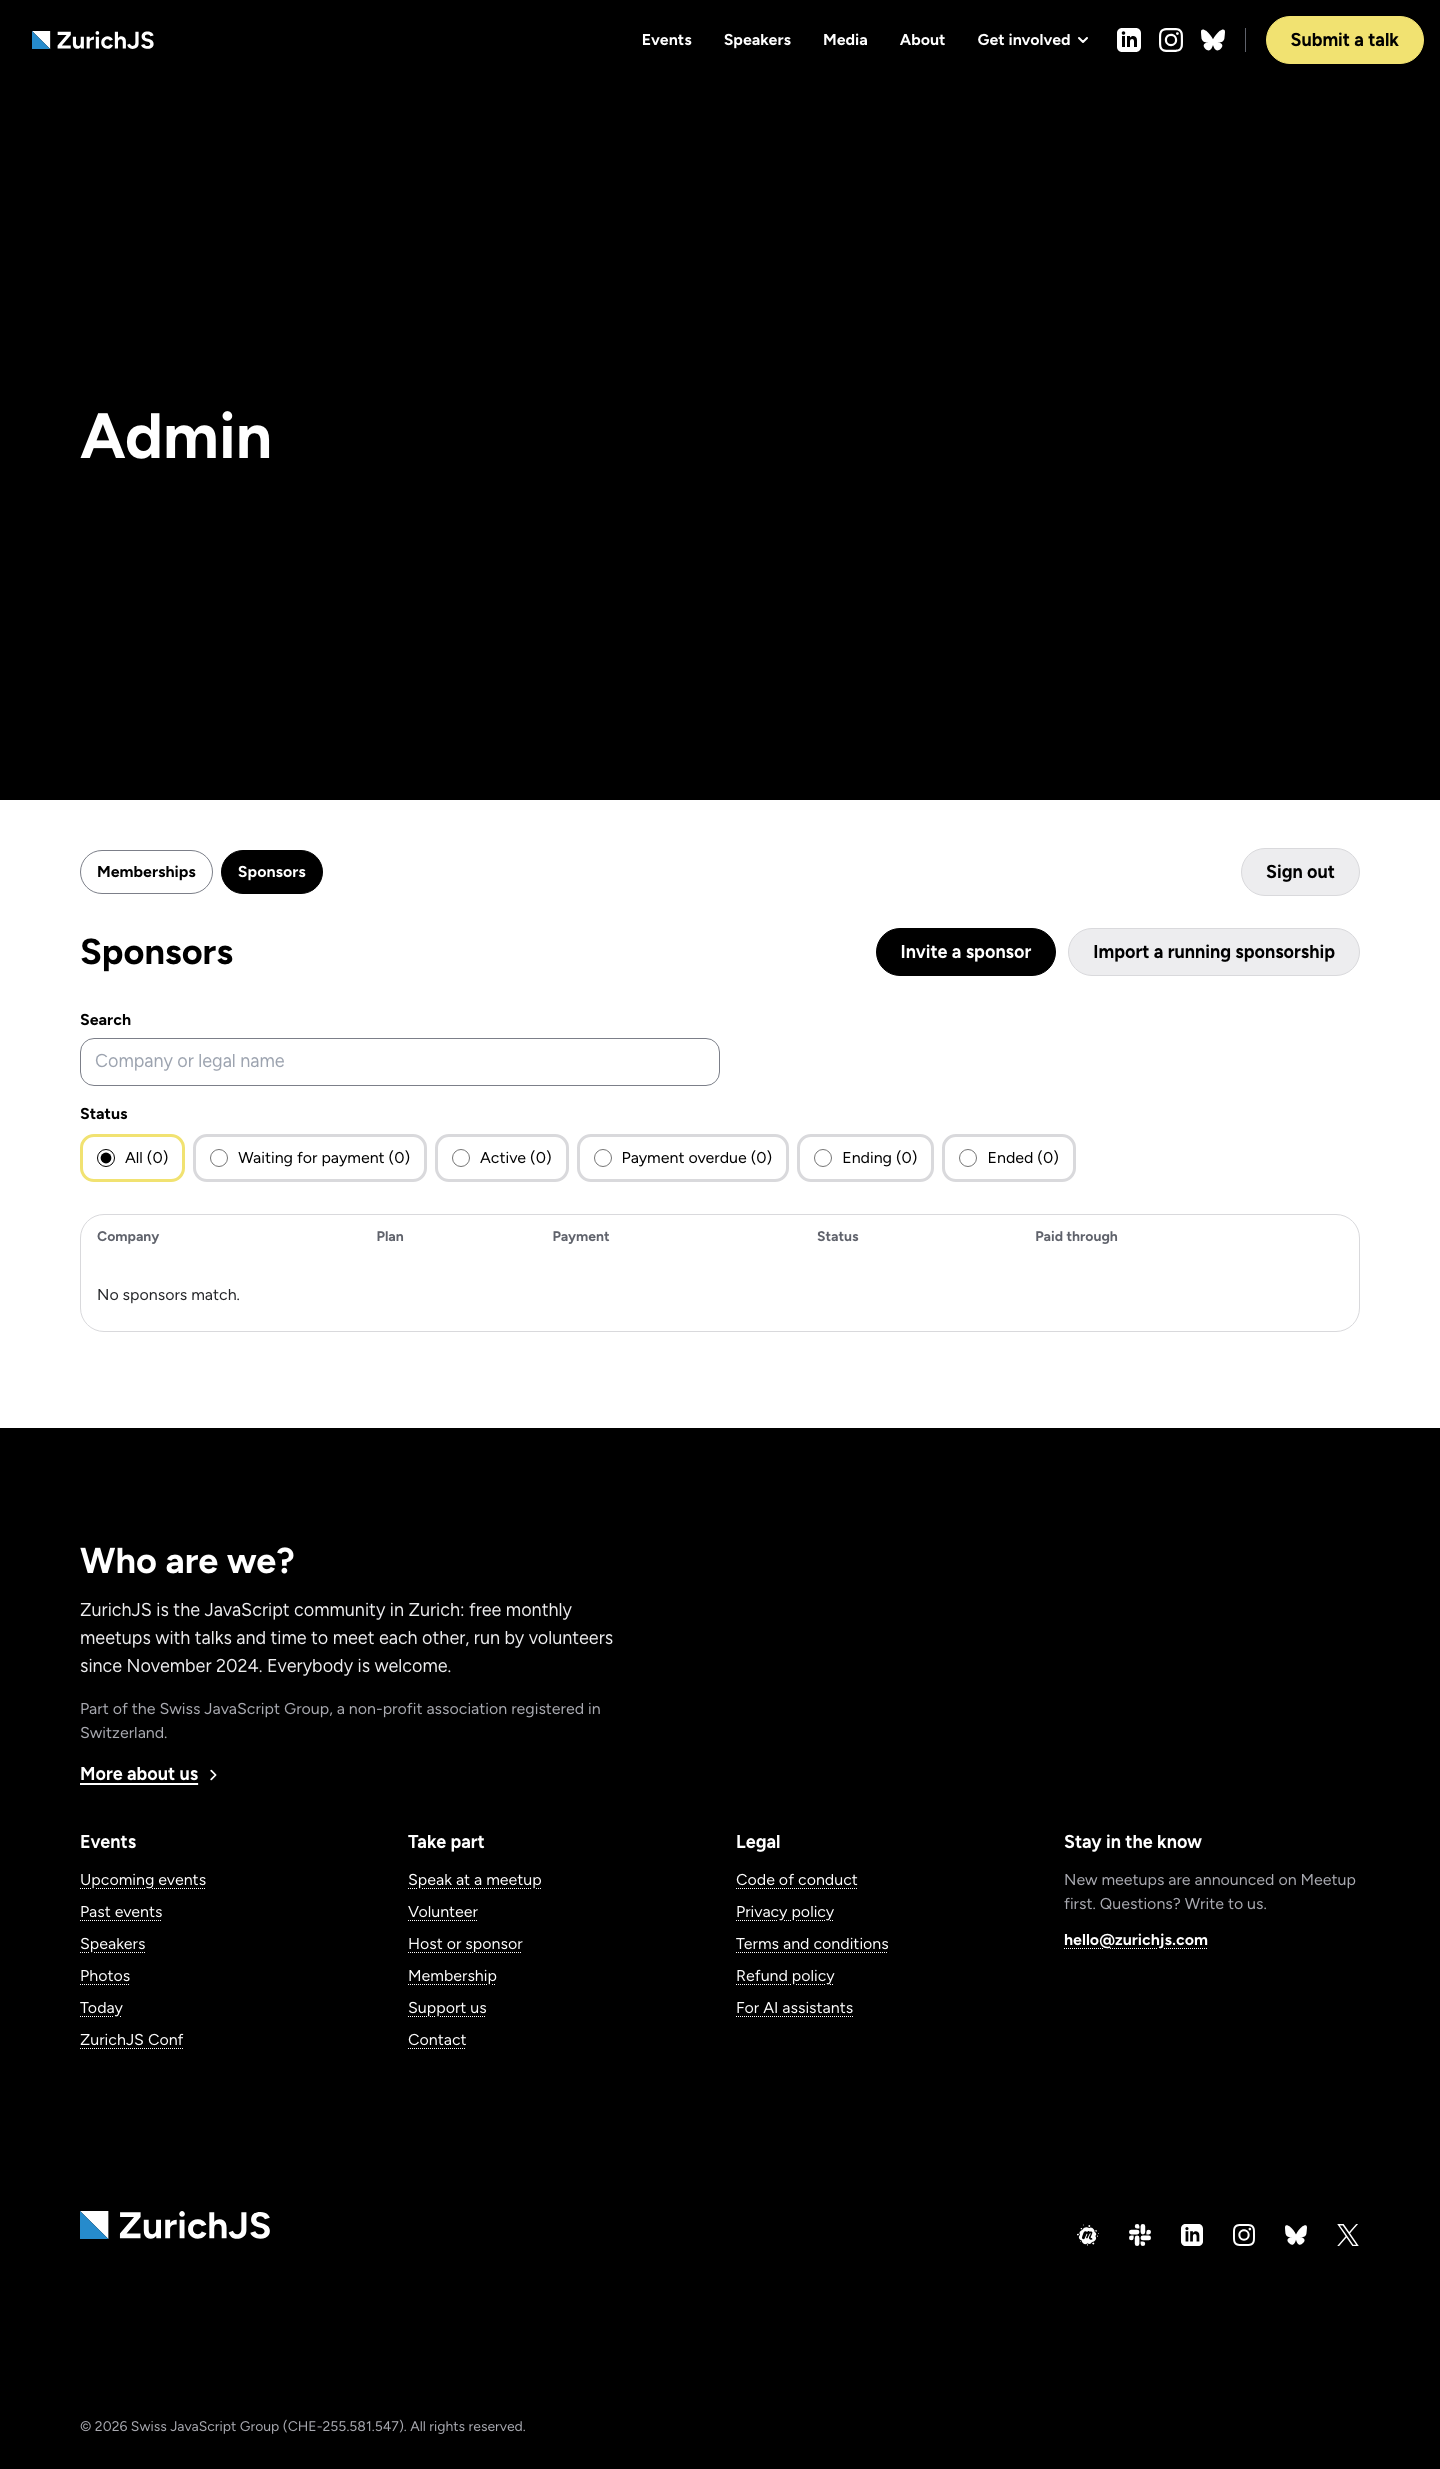 ZurichJS
Events
Speakers
Media
About
Get involved
Submit a talk
Admin
Memberships
Sponsors
Sign out
Sponsors
Invite a sponsor
Import a running sponsorship
Search
Company or legal name
Status
All (0)
Waiting for payment (0)
Active (0)
Payment overdue (0)
Ending (0)
Ended (0)
Company
Plan
Payment
Status
Paid through
No sponsors match.
Who are we?
ZurichJS is the JavaScript community in Zurich: free monthly
meetups with talks and time to meet each other, run by volunteers
since November 2024. Everybody is welcome.
Part of the Swiss JavaScript Group, a non-profit association registered in
Switzerland.
More about us
Events
Upcoming events
Past events
Speakers
Photos
Today
ZurichJS Conf
Take part
Speak at a meetup
Volunteer
Host or sponsor
Membership
Support us
Contact
Legal
Code of conduct
Privacy policy
Terms and conditions
Refund policy
For AI assistants
Stay in the know
New meetups are announced on Meetup
first. Questions? Write to us.
hello@zurichjs.com
ZurichJS
© 2026 Swiss JavaScript Group (CHE-255.581.547). All rights reserved.